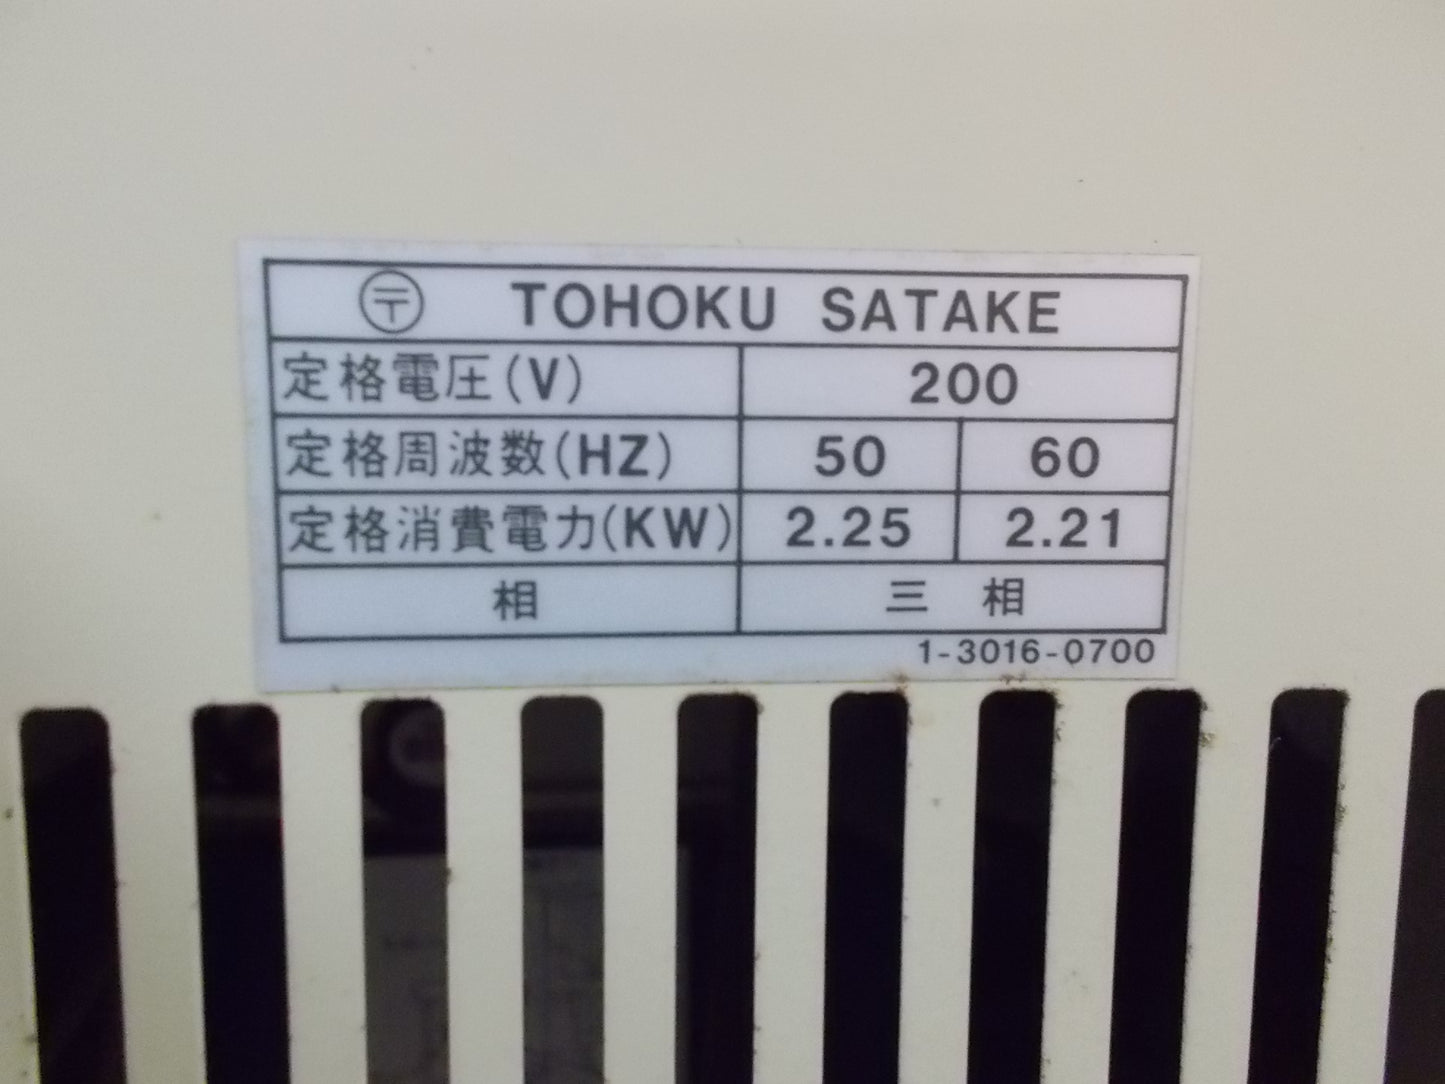 〒 TOHOKU SATAKE
定格電圧(V) 200
定格周波数(HZ) 50 60
定格消費電力(KW) 2.25 2.21
相 三相
1-3016-0700